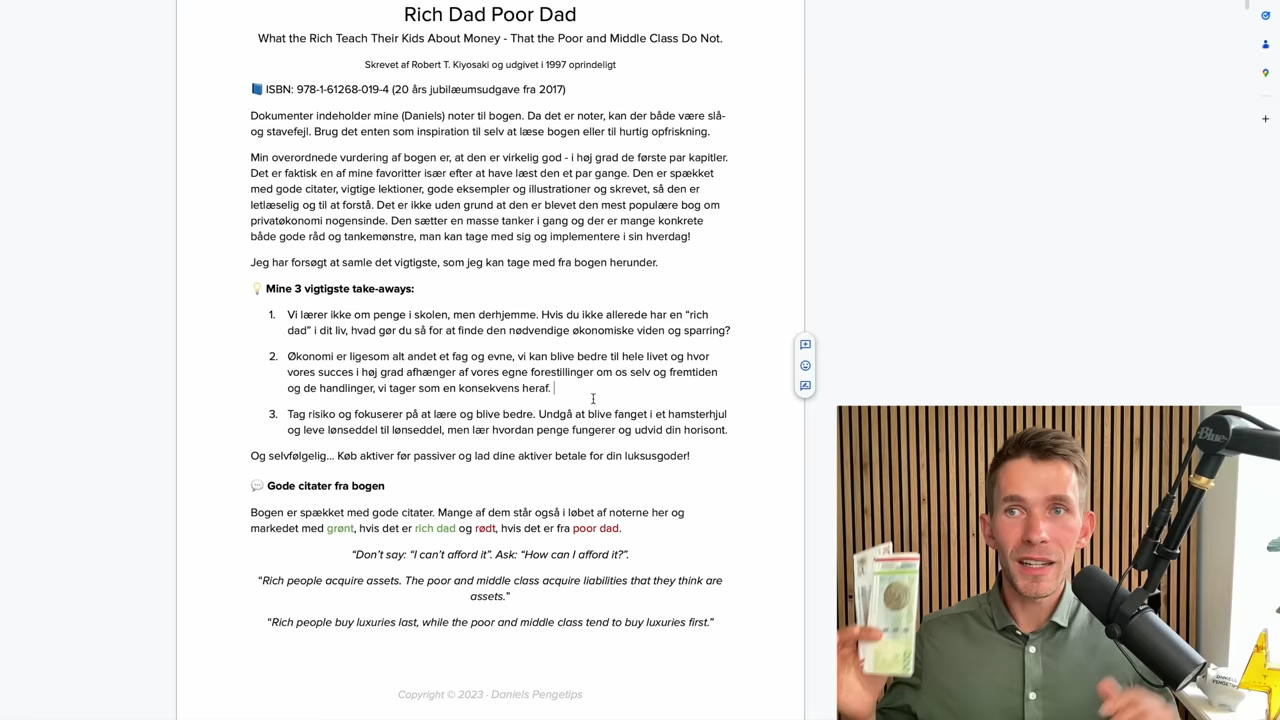 Rich Dad Poor Dad
What the Rich Teach Their Kids About Money - That the Poor and Middle Class Do Not.
Skrevet af Robert T. Kiyosaki og udgivet i 1997 oprindeligt
📘 ISBN: 978-1-61268-019-4 (20 års jubilæumsudgave fra 2017)
Dokumenter indeholder mine (Daniels) noter til bogen. Da det er noter, kan der både være slå-
og stavefejl. Brug det enten som inspiration til selv at læse bogen eller til hurtig opfriskning.
Min overordnede vurdering af bogen er, at den er virkelig god - i høj grad de første par kapitler.
Det er faktisk en af mine favoritter især efter at have læst den et par gange. Den er spækket
med gode citater, vigtige lektioner, gode eksempler og illustrationer og skrevet, så den er
letlæselig og til at forstå. Det er ikke uden grund at den er blevet den mest populære bog om
privatøkonomi nogensinde. Den sætter en masse tanker i gang og der er mange konkrete
både gode råd og tankemønstre, man kan tage med sig og implementere i sin hverdag!
Jeg har forsøgt at samle det vigtigste, som jeg kan tage med fra bogen herunder.
💡 Mine 3 vigtigste take-aways:
1. Vi lærer ikke om penge i skolen, men derhjemme. Hvis du ikke allerede har en “rich
dad” i dit liv, hvad gør du så for at finde den nødvendige økonomiske viden og sparring?
2. Økonomi er ligesom alt andet et fag og evne, vi kan blive bedre til hele livet og hvor
vores succes i høj grad afhænger af vores egne forestillinger om os selv og fremtiden
og de handlinger, vi tager som en konsekvens heraf.
3. Tag risiko og fokuserer på at lære og blive bedre. Undgå at blive fanget i et hamsterhjul
og leve lønseddel til lønseddel, men lær hvordan penge fungerer og udvid din horisont.
Og selvfølgelig... Køb aktiver før passiver og lad dine aktiver betale for din luksusgoder!
💬 Gode citater fra bogen
Bogen er spækket med gode citater. Mange af dem står også i løbet af noterne her og
markedet med grønt, hvis det er rich dad og rødt, hvis det er fra poor dad.
“Don’t say: “I can’t afford it”. Ask: “How can I afford it?”.
“Rich people acquire assets. The poor and middle class acquire liabilities that they think are
assets.”
“Rich people buy luxuries last, while the poor and middle class tend to buy luxuries first.”
Copyright © 2023 · Daniels Pengetips
Blue
DANIELS
PENGETIPS